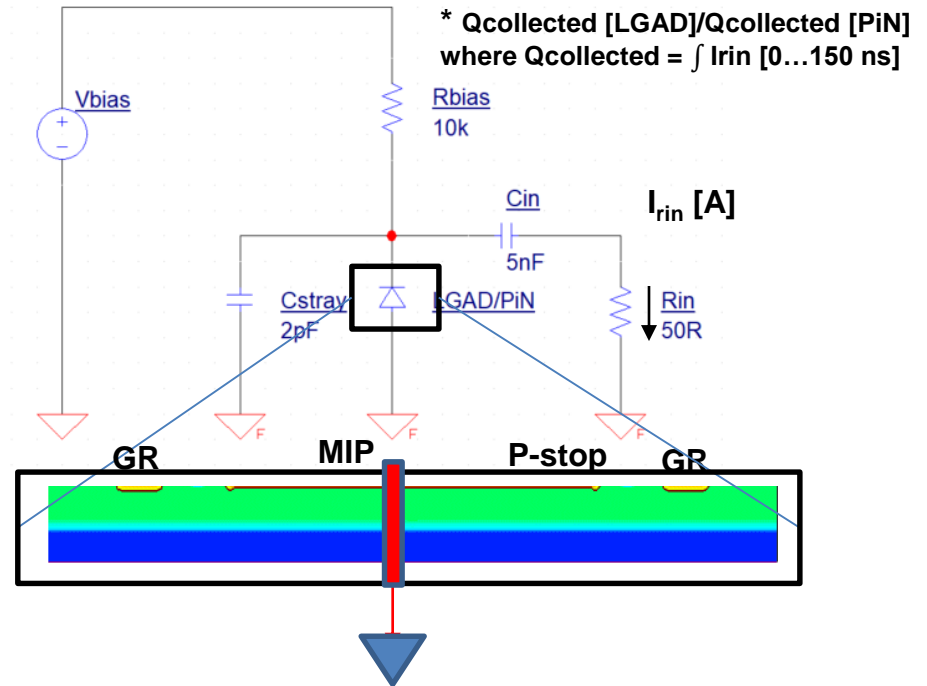 * Qcollected [LGAD]/Qcollected [PiN]
where Qcollected = ∫ Irin [0…150 ns]
Vbias
+
−
Rbias
10k
Cin
5nF
Irin [A]
Cstray
2pF
LGAD/PiN
Rin
50R
F
F
F
GR
MIP
P-stop
GR